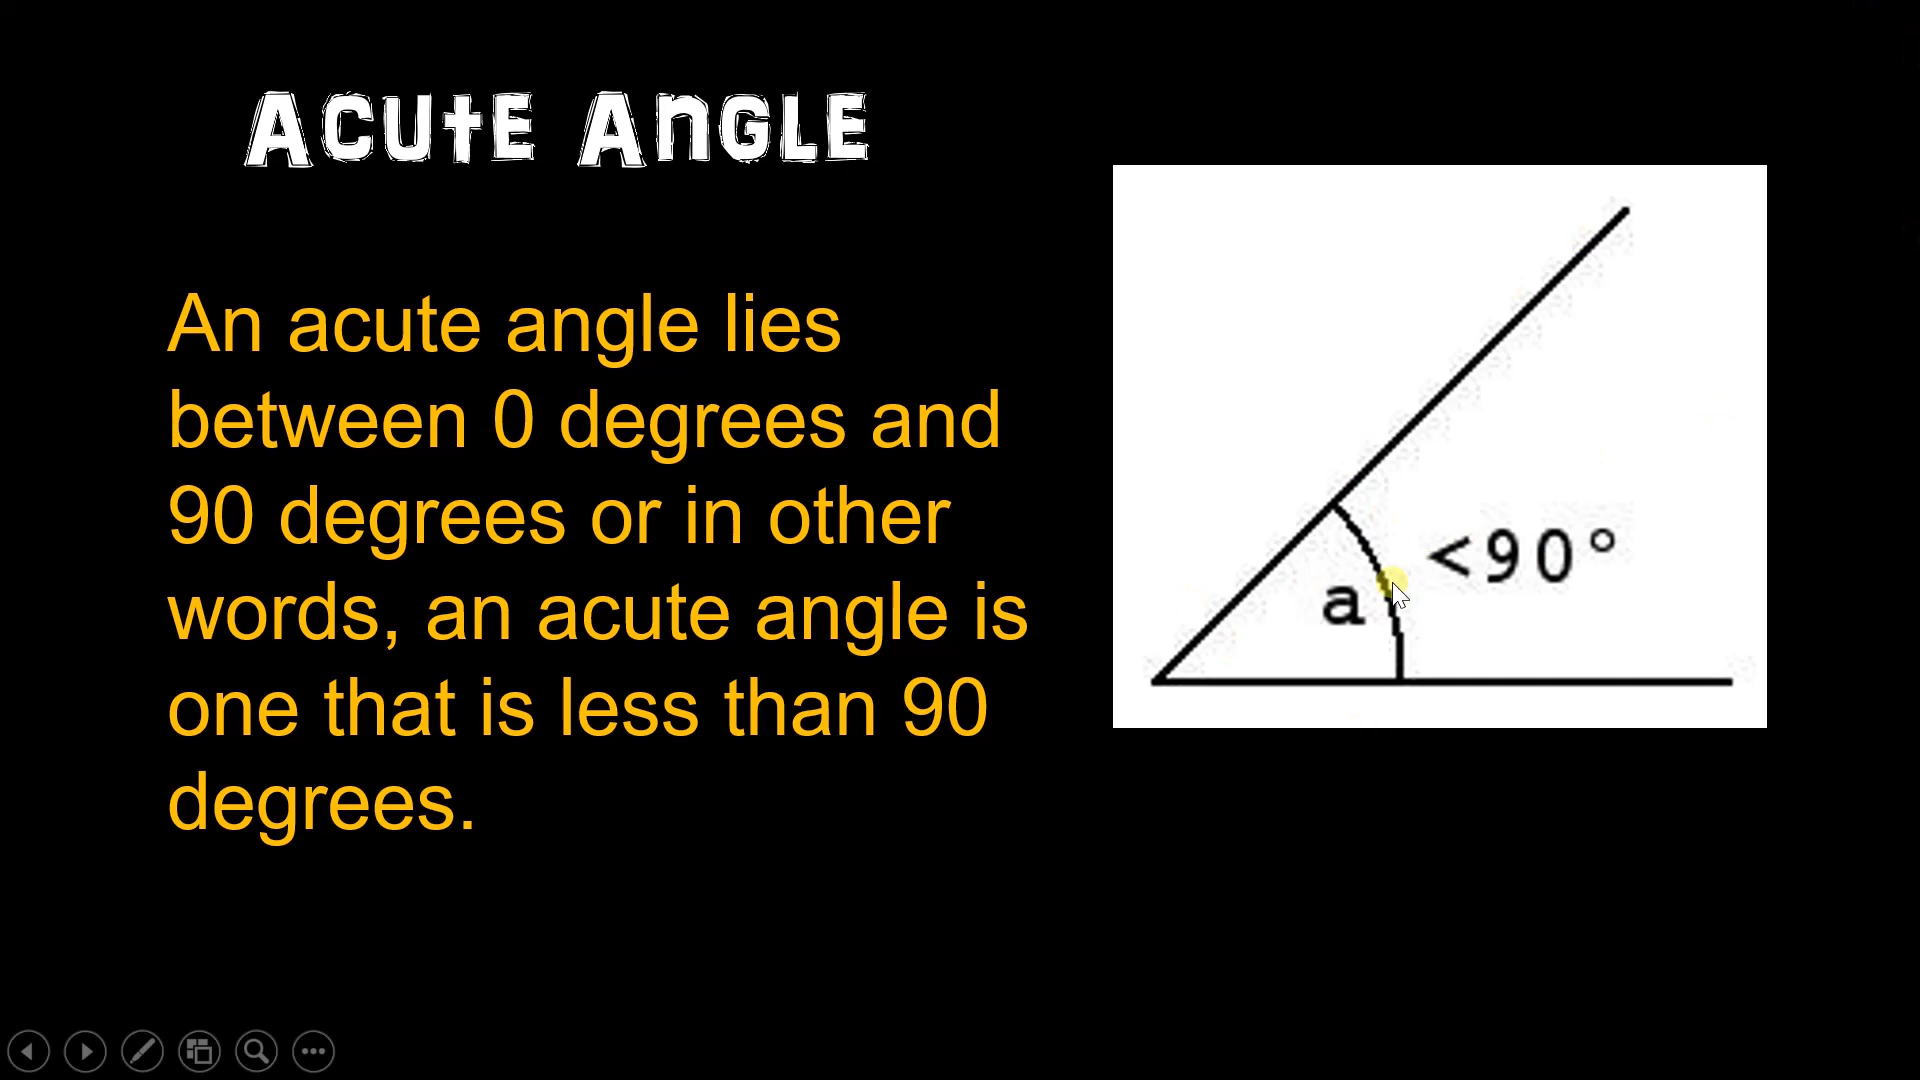 Acute Angle
An acute angle lies
between 0 degrees and
90 degrees or in other
words, an acute angle is
one that is less than 90
degrees.
<90°
a